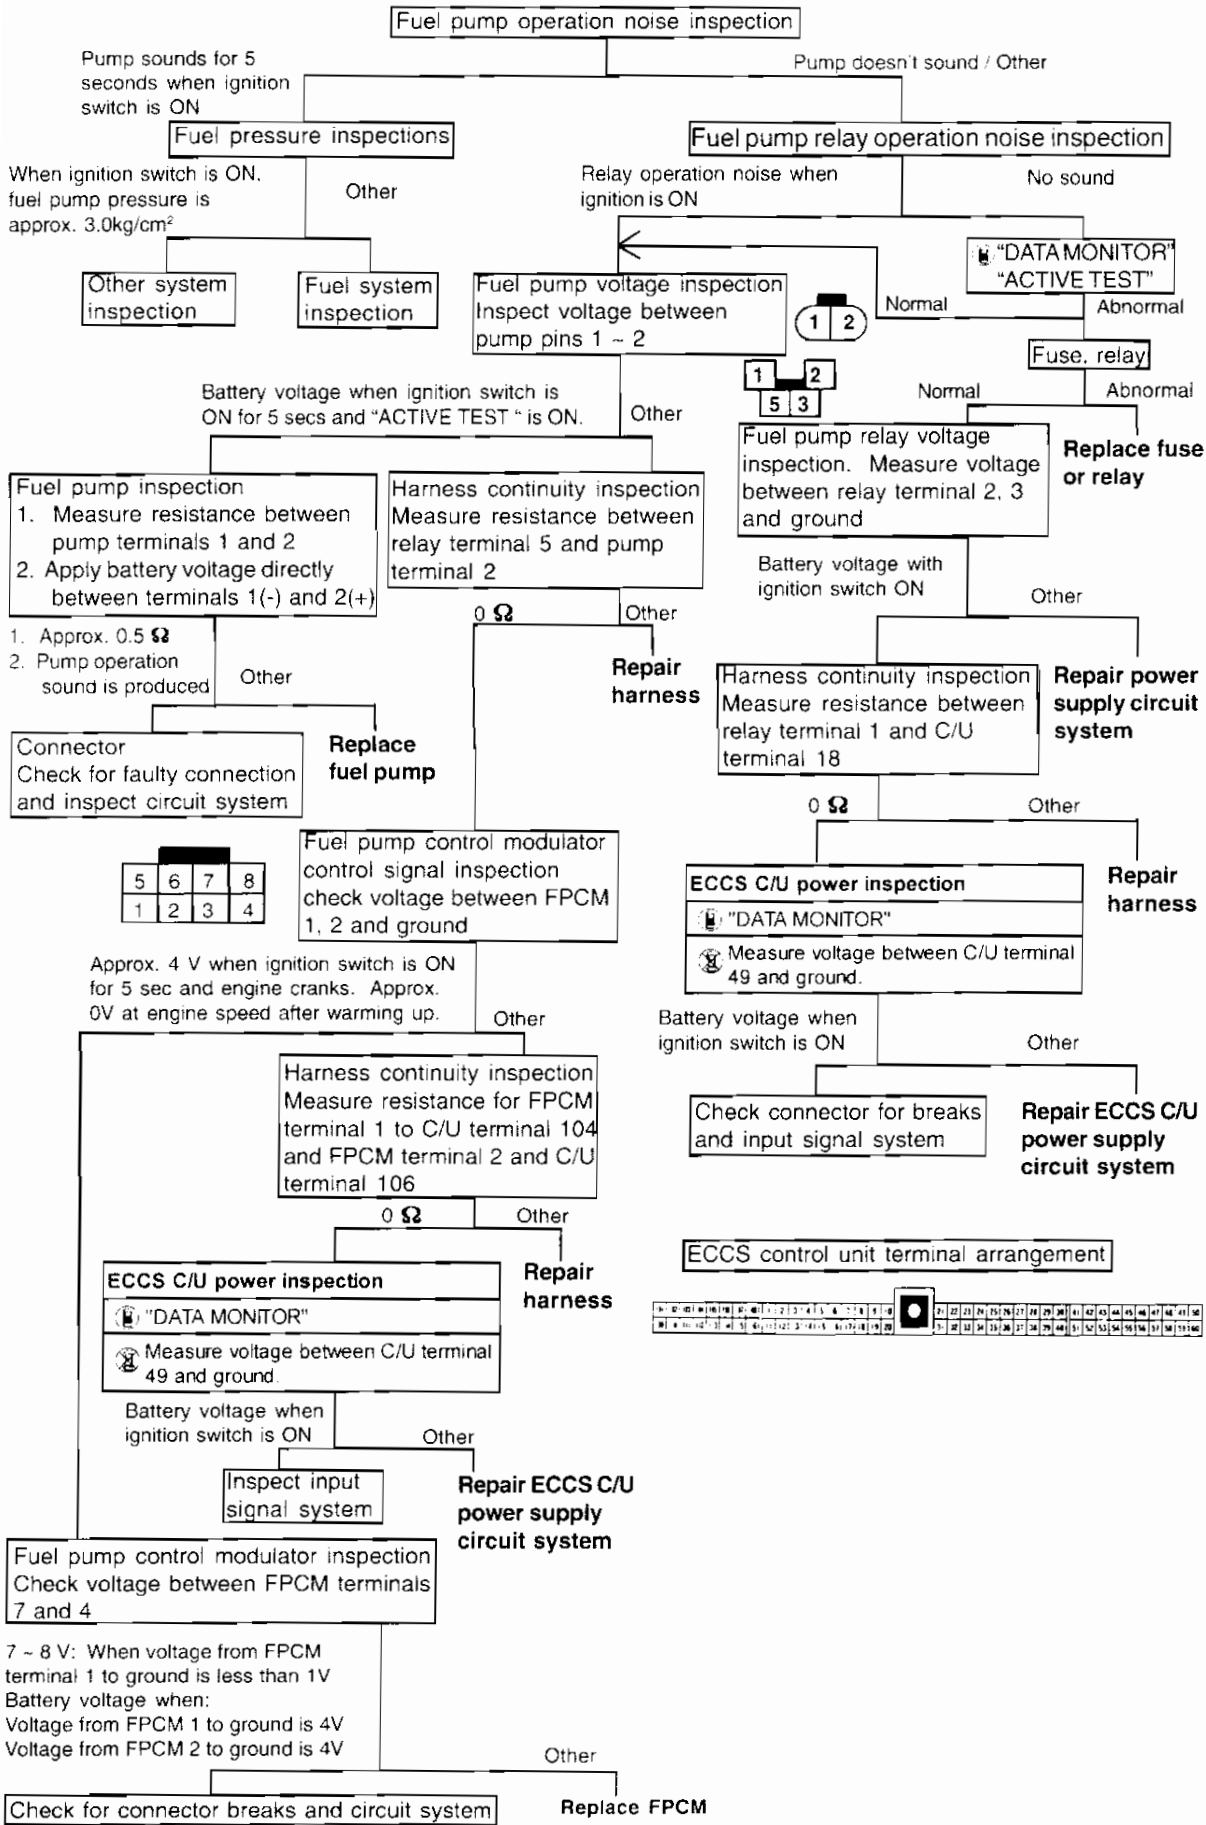 Fuel pump operation noise inspection
Pump sounds for 5
seconds when ignition
switch is ON
Pump doesn't sound / Other
Fuel pressure inspections
Fuel pump relay operation noise inspection
When ignition switch is ON,
fuel pump pressure is
approx. 3.0kg/cm²
Other
Relay operation noise when
ignition is ON
No sound
"DATA MONITOR"
"ACTIVE TEST"
Other system
inspection
Fuel system
inspection
Fuel pump voltage inspection
Inspect voltage between
pump pins 1 ~ 2
1 2
Normal
Abnormal
Fuse, relay
1 2
5 3
Normal
Abnormal
Battery voltage when ignition switch is
ON for 5 secs and "ACTIVE TEST " is ON.
Other
Fuel pump relay voltage
inspection. Measure voltage
between relay terminal 2, 3
and ground
Replace fuse
or relay
Fuel pump inspection
1. Measure resistance between
pump terminals 1 and 2
2. Apply battery voltage directly
between terminals 1(-) and 2(+)
Harness continuity inspection
Measure resistance between
relay terminal 5 and pump
terminal 2
Battery voltage with
ignition switch ON
Other
0 Ω
Other
1. Approx. 0.5 Ω
2. Pump operation
sound is produced
Other
Repair
harness
Harness continuity inspection
Measure resistance between
relay terminal 1 and C/U
terminal 18
Repair power
supply circuit
system
Connector
Check for faulty connection
and inspect circuit system
Replace
fuel pump
0 Ω
Other
5 6 7 8
1 2 3 4
Fuel pump control modulator
control signal inspection
check voltage between FPCM
1, 2 and ground
ECCS C/U power inspection
"DATA MONITOR"
Measure voltage between C/U terminal
49 and ground.
Repair
harness
Approx. 4 V when ignition switch is ON
for 5 sec and engine cranks. Approx.
0V at engine speed after warming up.
Other
Battery voltage when
ignition switch is ON
Other
Harness continuity inspection
Measure resistance for FPCM
terminal 1 to C/U terminal 104
and FPCM terminal 2 and C/U
terminal 106
Check connector for breaks
and input signal system
Repair ECCS C/U
power supply
circuit system
0 Ω
Other
ECCS C/U power inspection
"DATA MONITOR"
Measure voltage between C/U terminal
49 and ground.
Repair
harness
ECCS control unit terminal arrangement
Battery voltage when
ignition switch is ON
Other
Inspect input
signal system
Repair ECCS C/U
power supply
circuit system
Fuel pump control modulator inspection
Check voltage between FPCM terminals
7 and 4
7 ~ 8 V: When voltage from FPCM
terminal 1 to ground is less than 1V
Battery voltage when:
Voltage from FPCM 1 to ground is 4V
Voltage from FPCM 2 to ground is 4V
Other
Check for connector breaks and circuit system
Replace FPCM